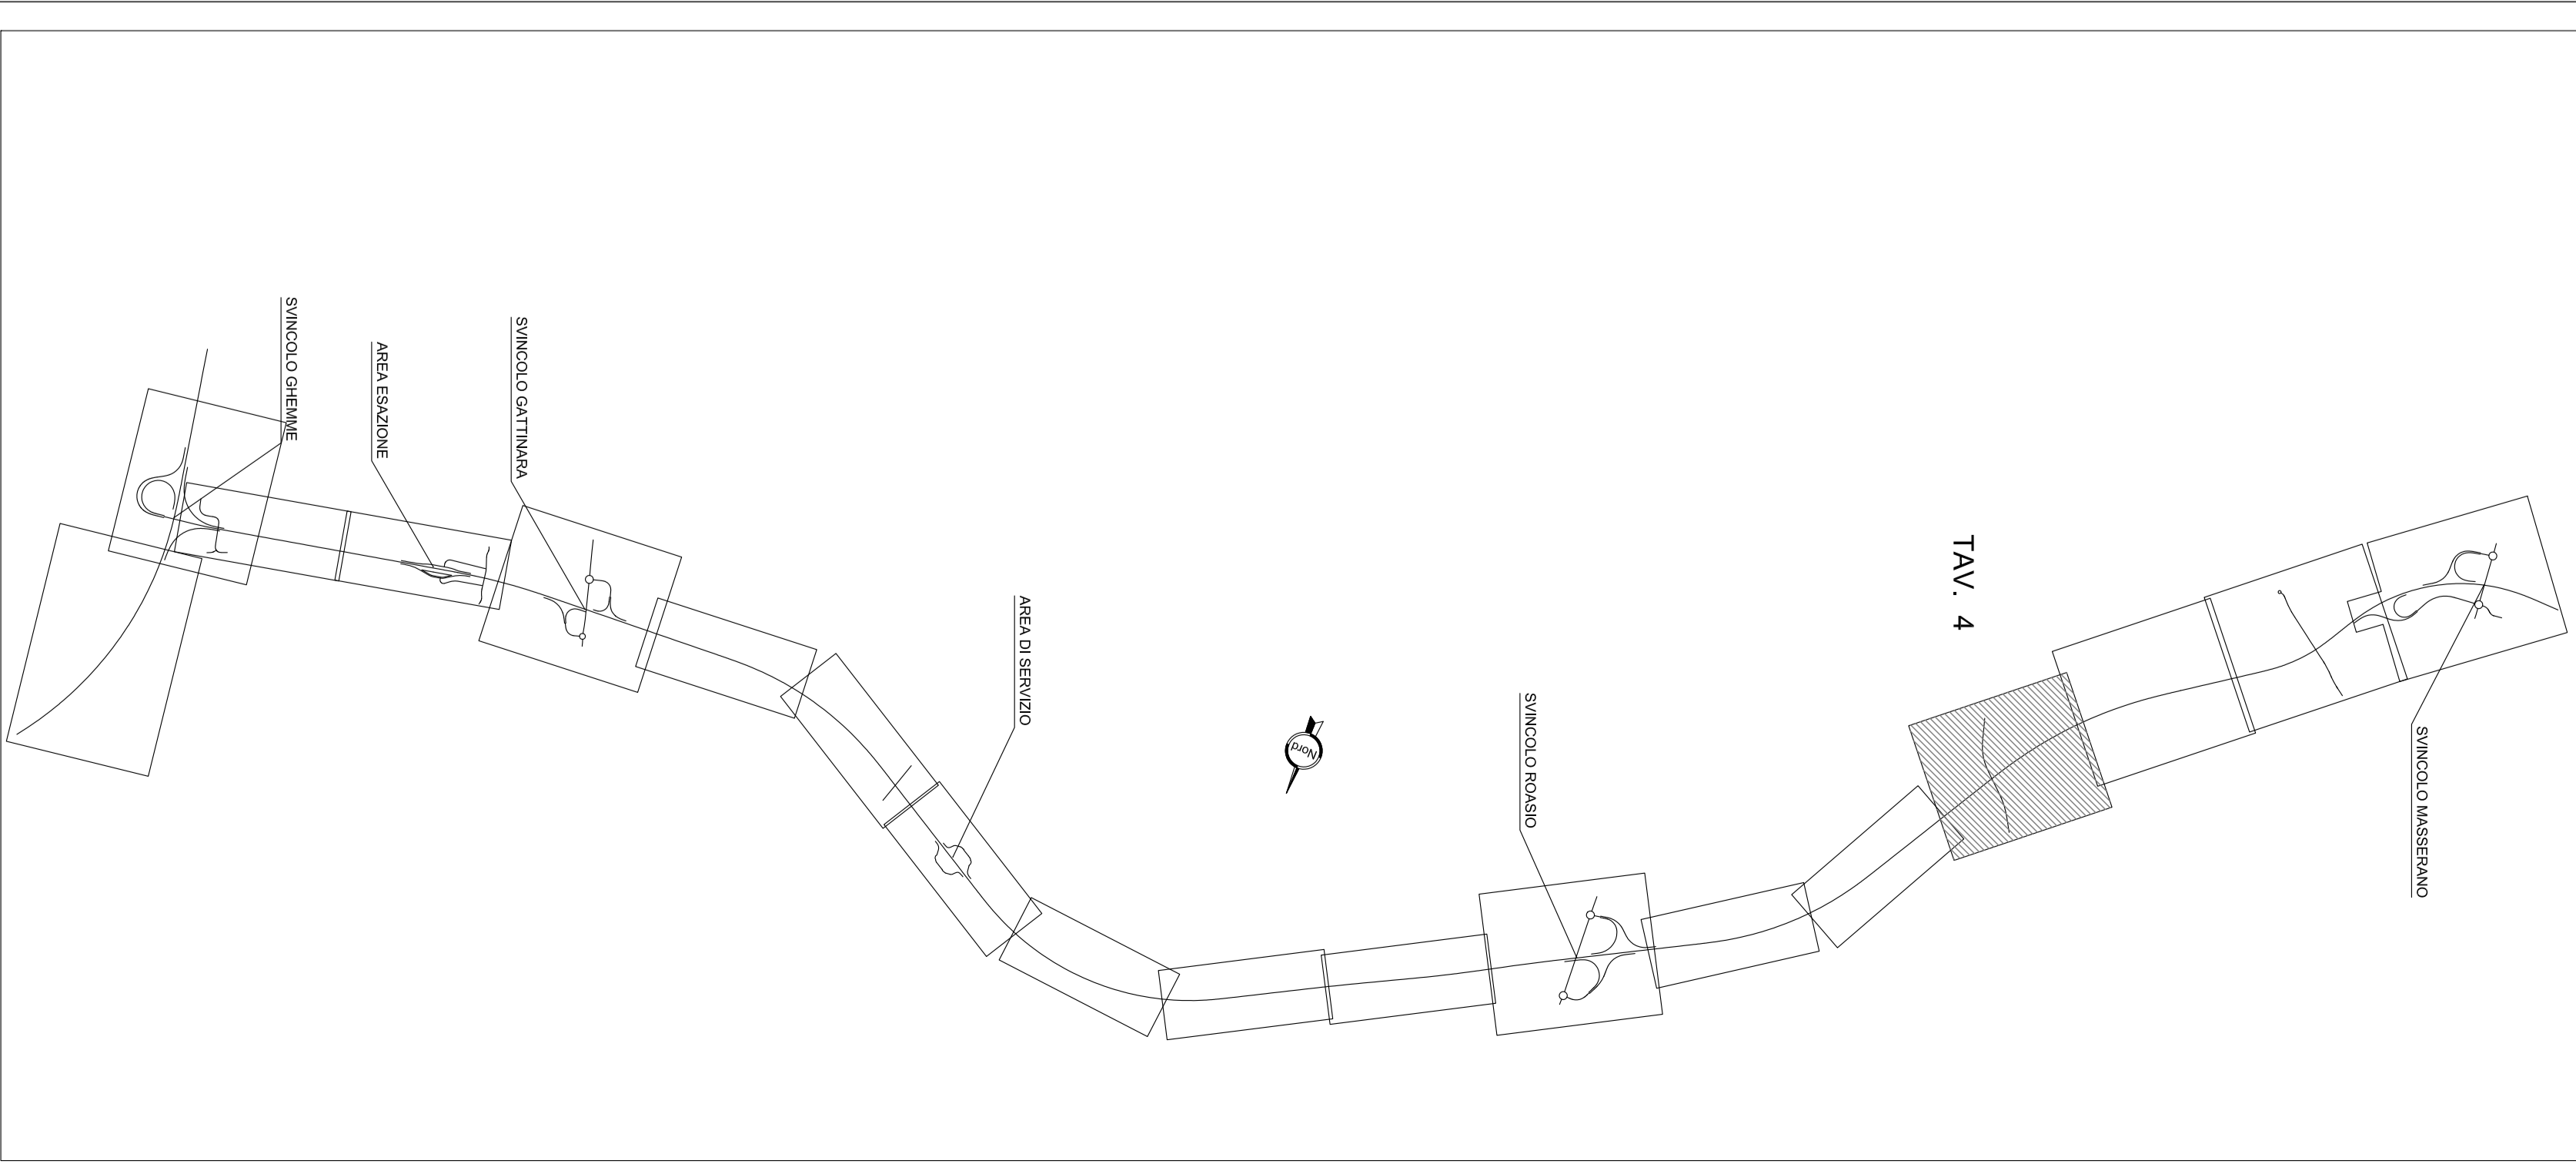 SVINCOLO GHEMME
AREA ESAZIONE
SVINCOLO GATTINARA
AREA DI SERVIZIO
Nord
SVINCOLO ROASIO
TAV. 4
SVINCOLO MASSERANO